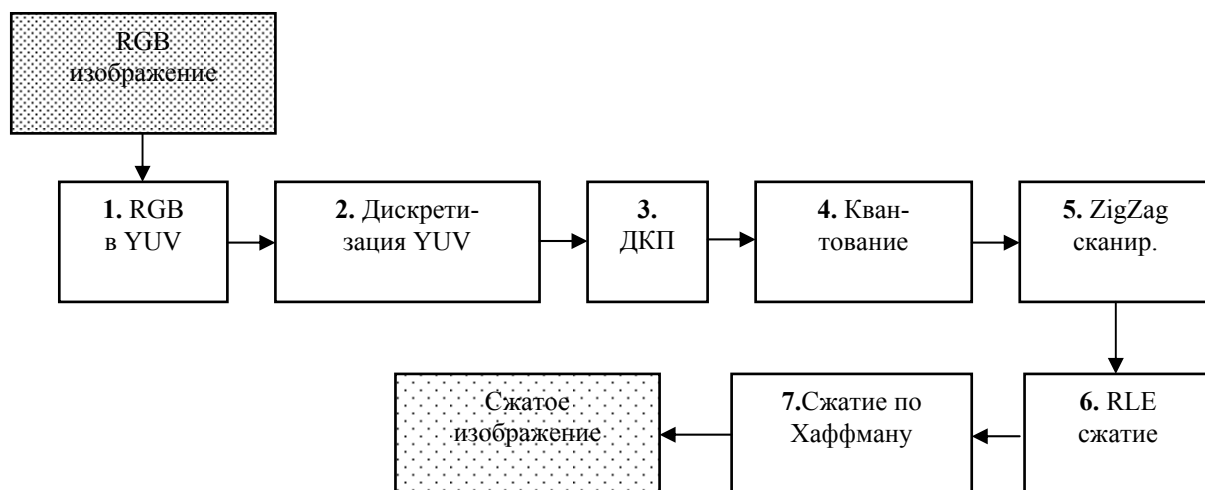 RGB
изображение
1. RGB
в YUV
2. Дискрети-
зация YUV
3.
ДКП
4. Кван-
тование
5. ZigZag
сканир.
6. RLE
сжатие
7.Сжатие по
Хаффману
Сжатое
изображение